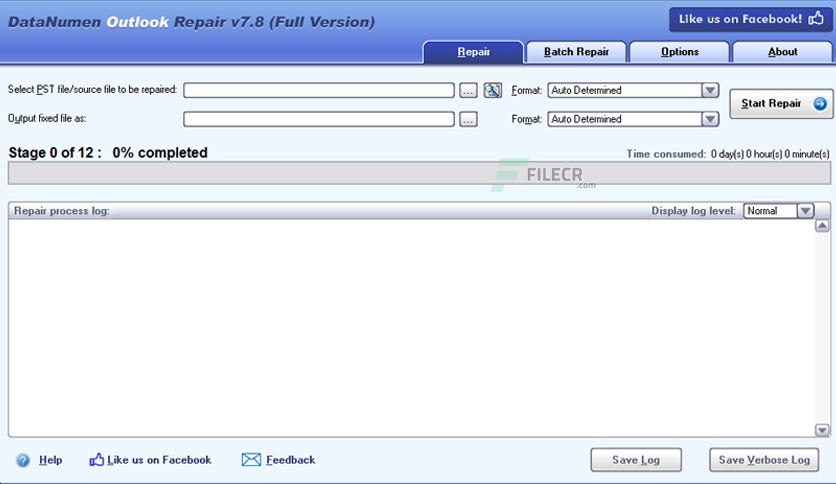 DataNumen Outlook Repair v7.8 (Full Version)
Like us on Facebook!
Repair
Batch Repair
Options
About
Select PST file/source file to be repaired:
...
Format:
Auto Determined
Start Repair
Output fixed file as:
...
Format:
Auto Determined
Stage 0 of 12 : 0% completed
Time consumed: 0 day(s) 0 hour(s) 0 minute(s)
FILECR
.com
Repair process log:
Display log level:
Normal
Help
Like us on Facebook
Feedback
Save Log
Save Verbose Log